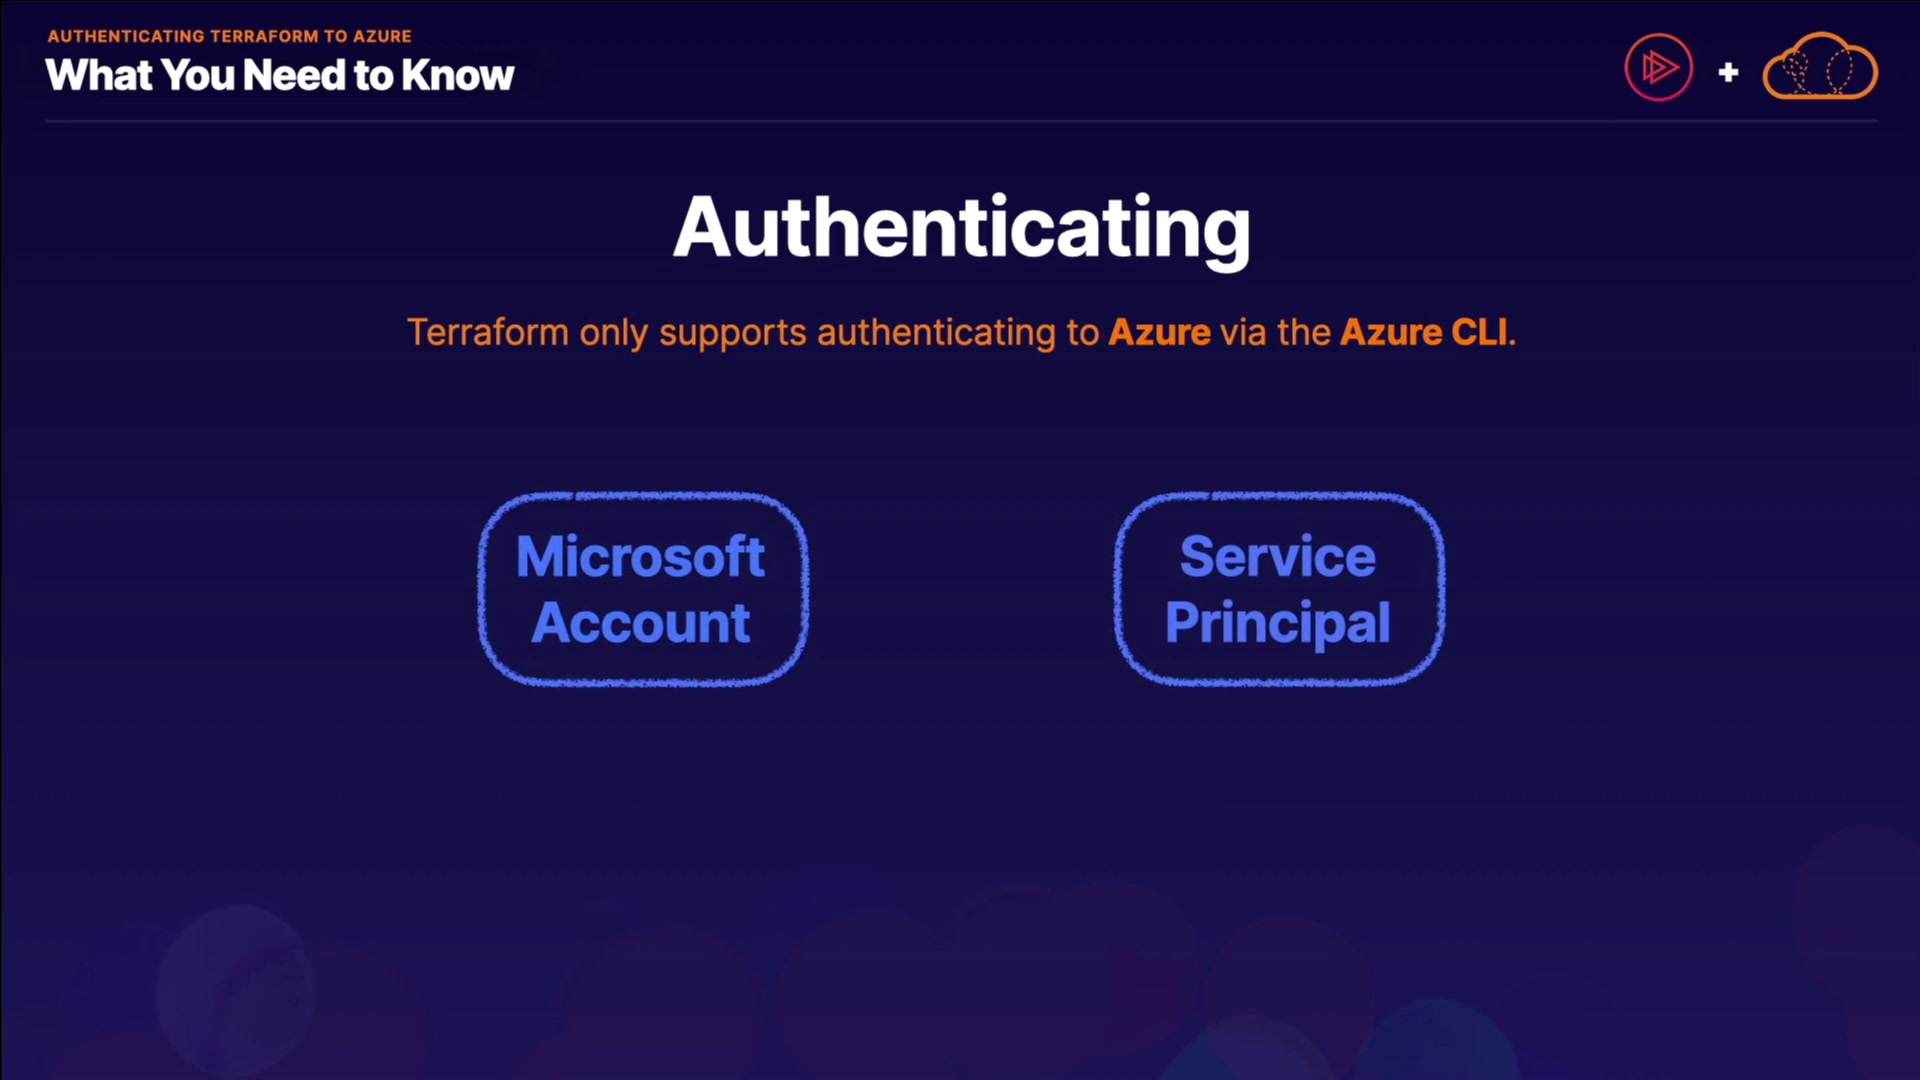 AUTHENTICATING TERRAFORM TO AZURE
What You Need to Know
+
Authenticating
Terraform only supports authenticating to Azure via the Azure CLI.
Microsoft
Account
Service
Principal